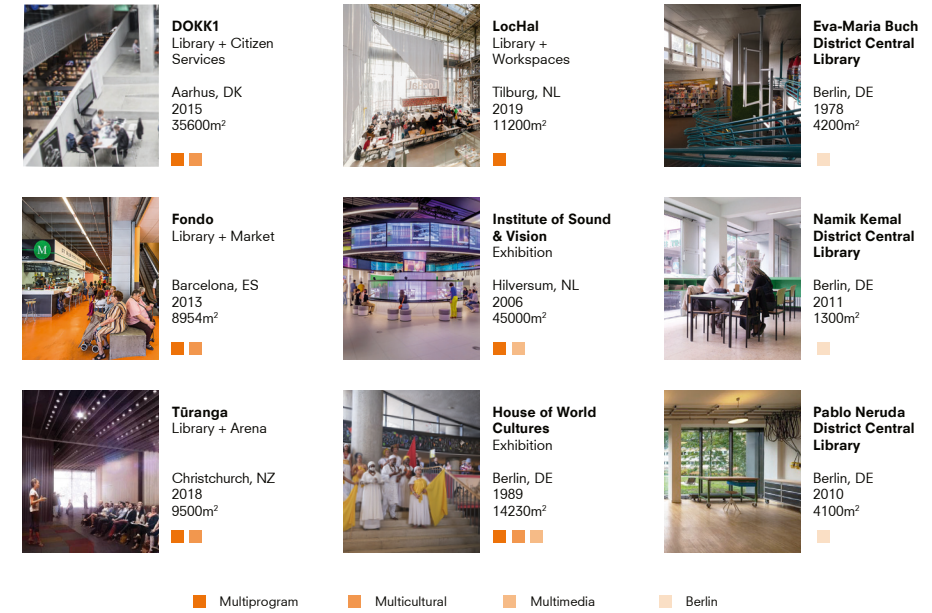 DOKK1
Library + Citizen
Services
Aarhus, DK
2015
35600m²
LocHal
Library +
Workspaces
Tilburg, NL
2019
11200m²
Eva-Maria Buch
District Central
Library
Berlin, DE
1978
4200m²
Fondo
Library + Market
Barcelona, ES
2013
8954m²
M
Institute of Sound
& Vision
Exhibition
Hilversum, NL
2006
45000m²
Namik Kemal
District Central
Library
Berlin, DE
2011
1300m²
Tūranga
Library + Arena
Christchurch, NZ
2018
9500m²
House of World
Cultures
Exhibition
Berlin, DE
1989
14230m²
Pablo Neruda
District Central
Library
Berlin, DE
2010
4100m²
Multiprogram
Multicultural
Multimedia
Berlin